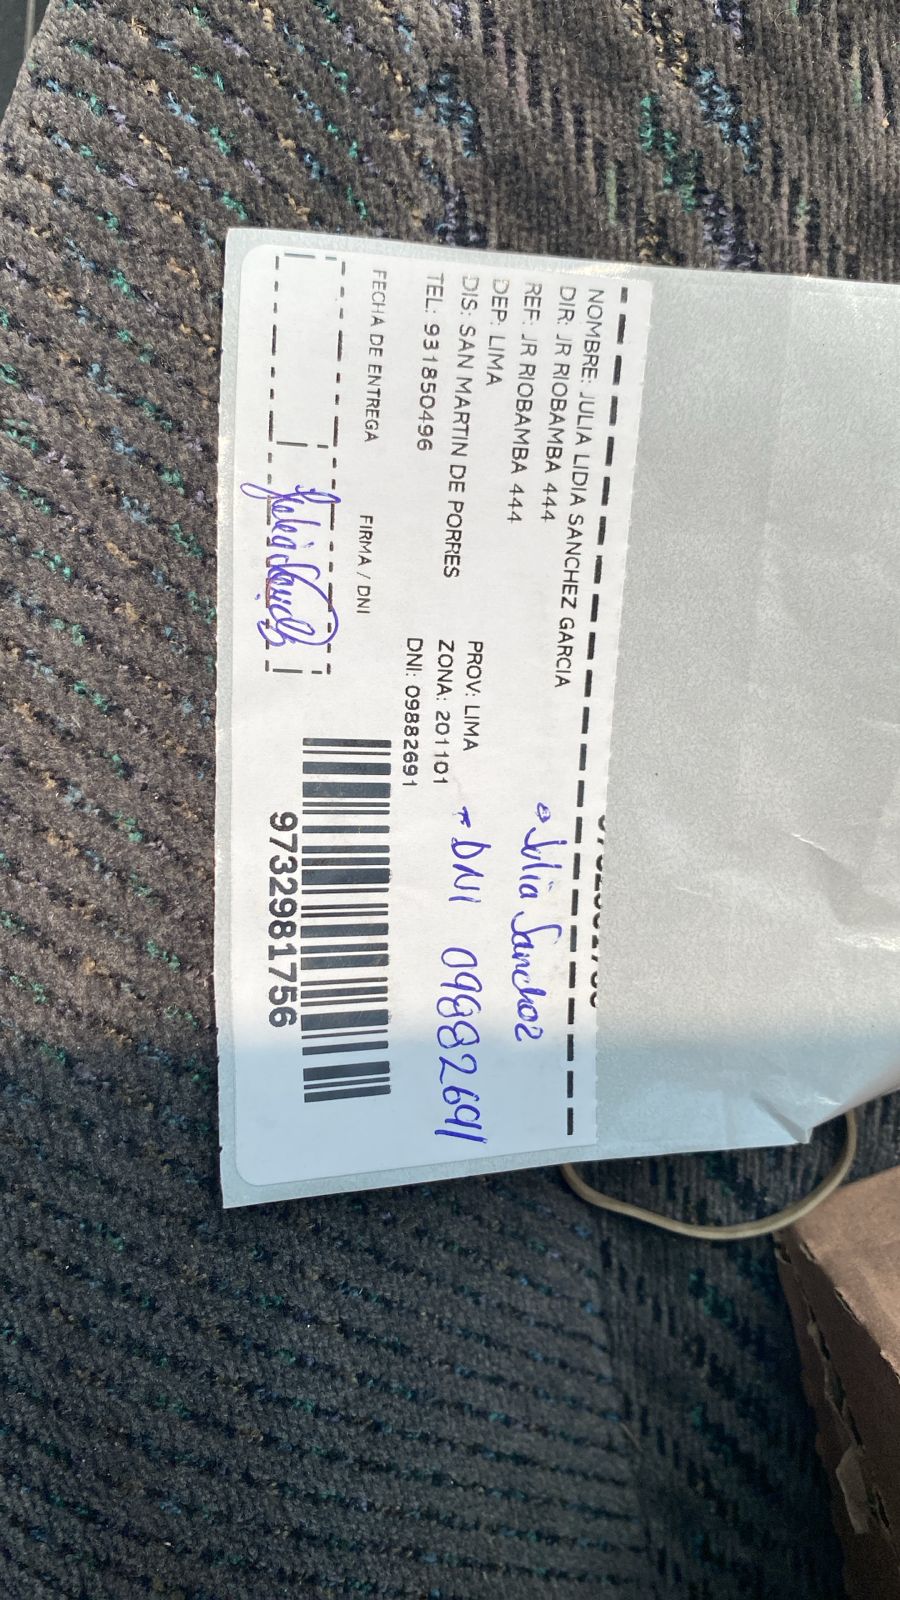 NOMBRE: JULIA LIDIA SANCHEZ GARCIA
DIR: JR RIOBAMBA 444
REF: JR RIOBAMBA 444
Julia Sanchez
DEP: LIMA
PROV: LIMA
DIS: SAN MARTIN DE PORRES
ZONA: 201101
DNI 09882691
TEL: 931850496
DNI: 09882691
FECHA DE ENTREGA
FIRMA / DNI
9732981756